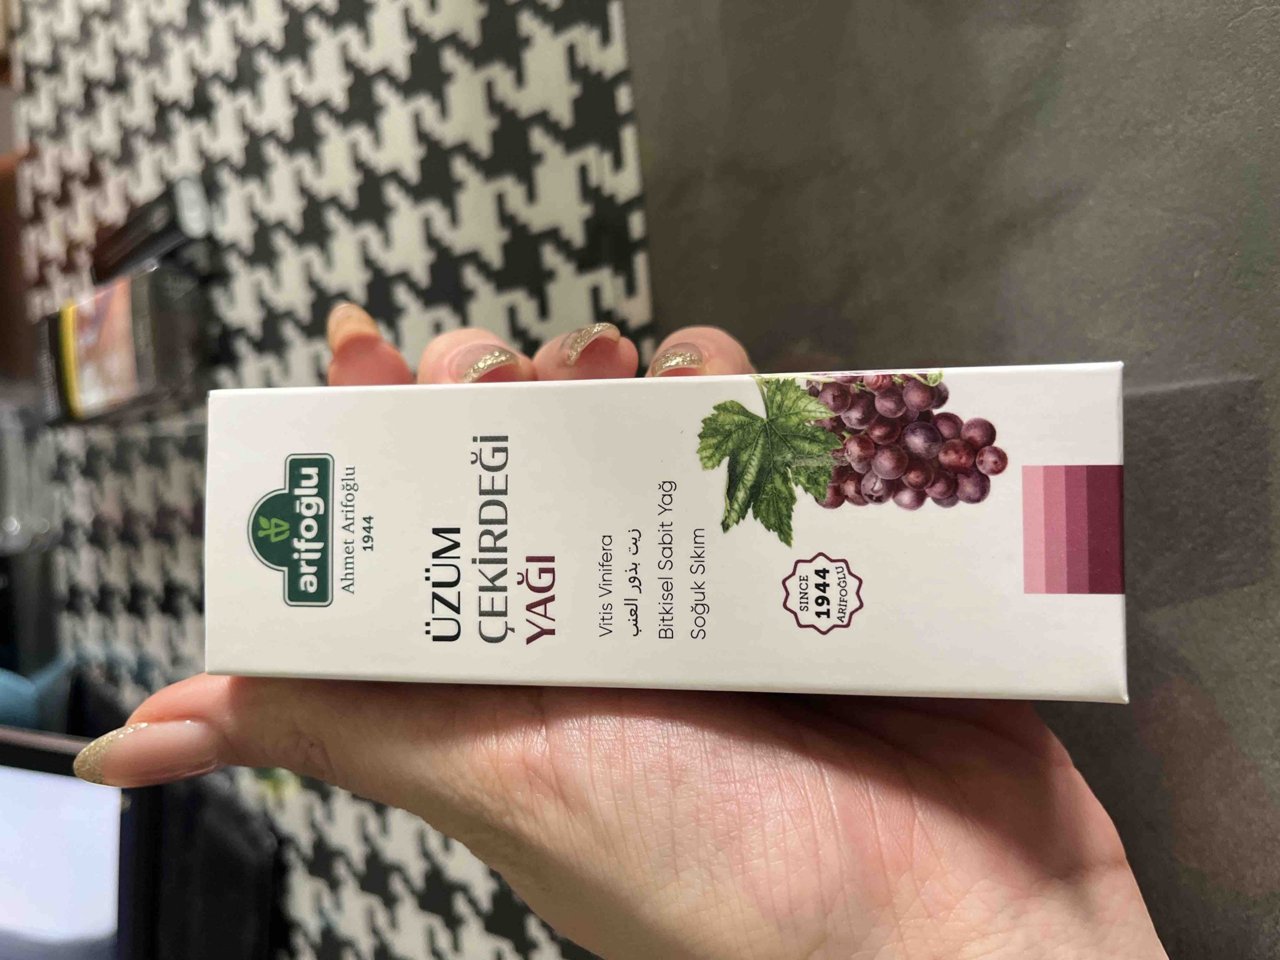 arifoğlu
Ahmet Arifoğlu
1944
ÜZÜM
ÇEKİRDEĞİ
YAĞI
Vitis Vinifera
زيت بذور العنب
Bitkisel Sabit Yağ
Soğuk Sıkım
SINCE
1944
ARİFOĞLU